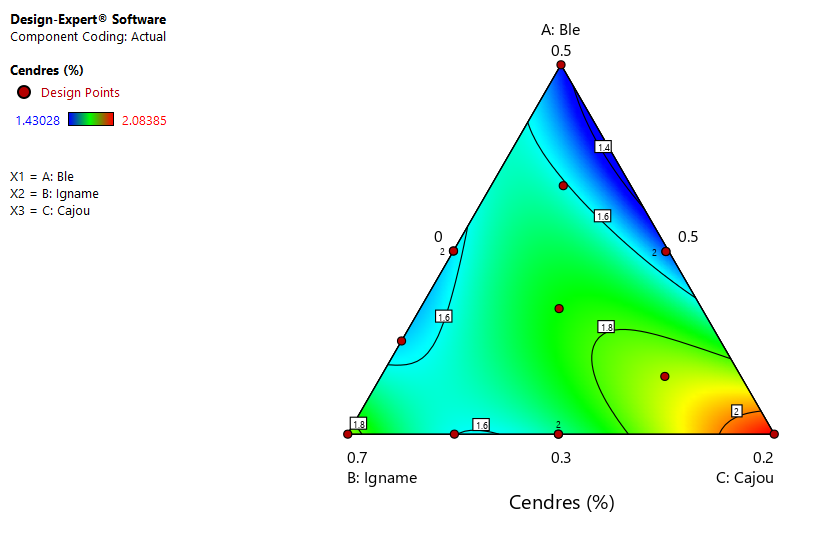 Design-Expert® Software
Component Coding: Actual
Cendres (%)
Design Points
1.43028 2.08385
X1 = A: Ble
X2 = B: Igname
X3 = C: Cajou
A: Ble
0.5
1.4
1.6
0
0.5
2
2
1.6
1.8
2
1.8
1.6
2
0.7
0.3
0.2
B: Igname
C: Cajou
Cendres (%)